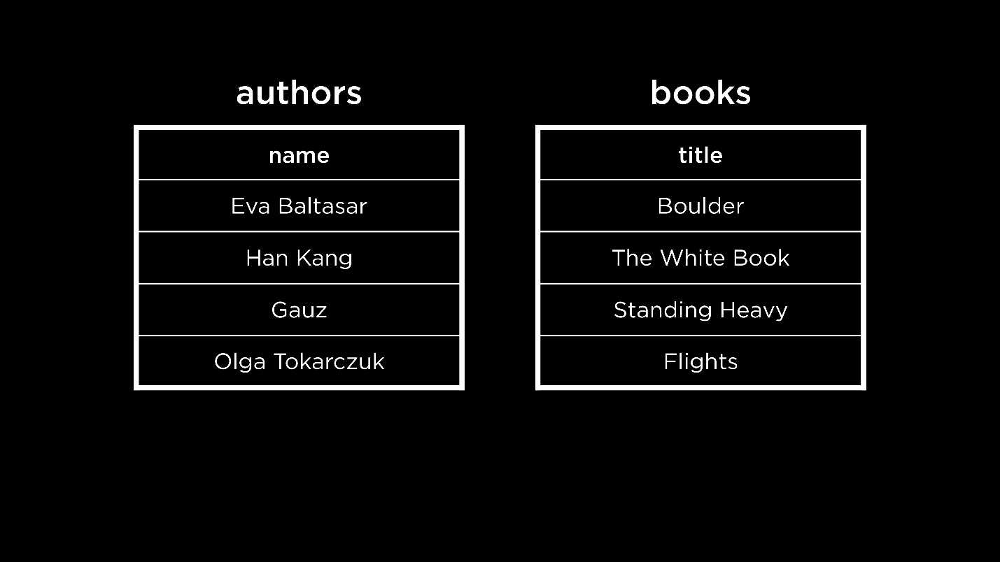 authors
name
Eva Baltasar
Han Kang
Gauz
Olga Tokarczuk
books
title
Boulder
The White Book
Standing Heavy
Flights